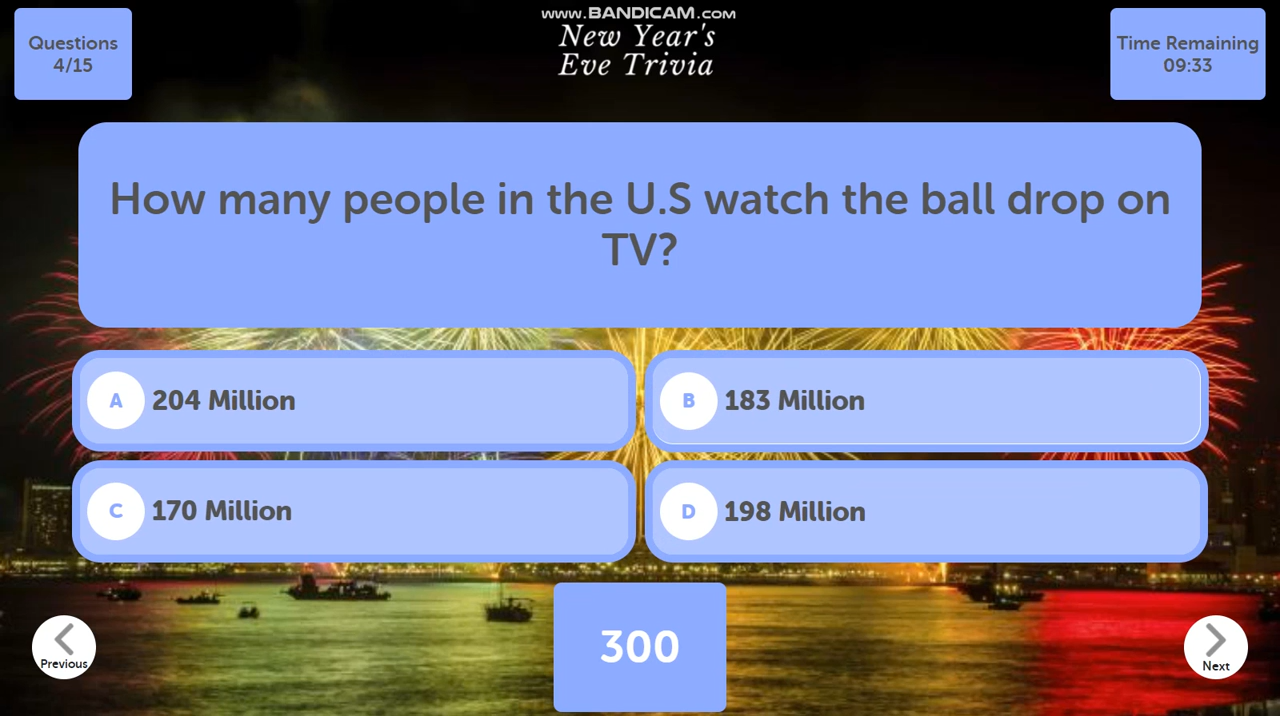 www.BANDICAM.com
New Year's
Eve Trivia
Questions
4/15
Time Remaining
09:33
How many people in the U.S watch the ball drop on
TV?
A 204 Million
B 183 Million
C 170 Million
D 198 Million
300
Previous
Next